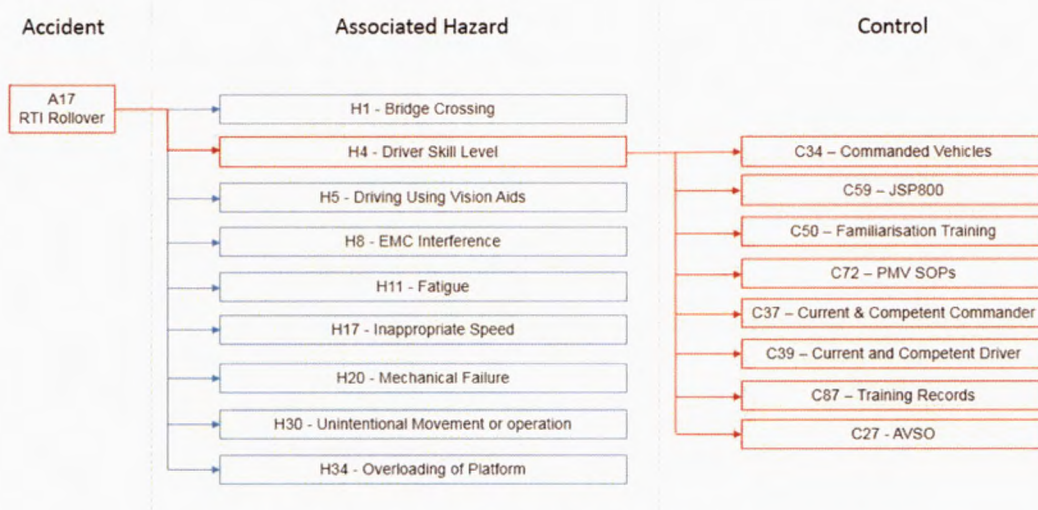 Accident
Associated Hazard
Control
A17
RTI Rollover
H1 - Bridge Crossing
H4 - Driver Skill Level
H5 - Driving Using Vision Aids
H8 - EMC Interference
H11 - Fatigue
H17 - Inappropriate Speed
H20 - Mechanical Failure
H30 - Unintentional Movement or operation
H34 - Overloading of Platform
C34 – Commanded Vehicles
C59 – JSP800
C50 – Familiarisation Training
C72 – PMV SOPs
C37 – Current & Competent Commander
C39 – Current and Competent Driver
C87 – Training Records
C27 - AVSO